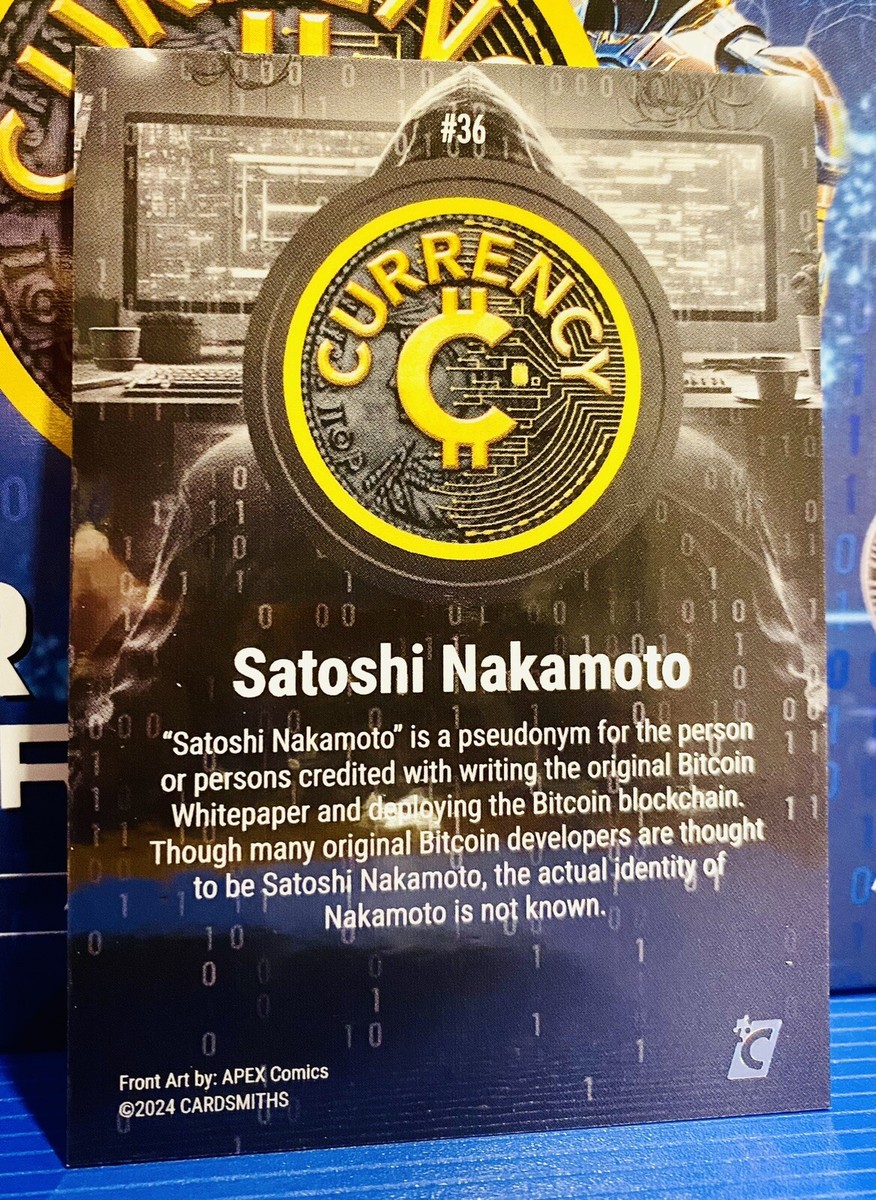 #36
CURRENCY
Satoshi Nakamoto
“Satoshi Nakamoto” is a pseudonym for the person
or persons credited with writing the original Bitcoin
Whitepaper and deploying the Bitcoin blockchain.
Though many original Bitcoin developers are thought
to be Satoshi Nakamoto, the actual identity of
Nakamoto is not known.
Front Art by: APEX Comics
©2024 CARDSMITHS